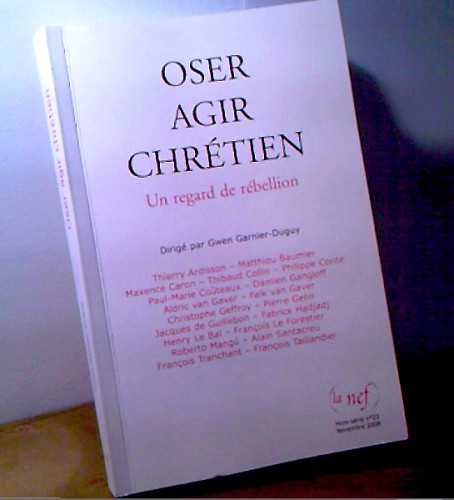 Oser agir chrétien
OSER
AGIR
CHRÉTIEN
Un regard de rébellion
Dirigé par Gwen Garnier-Duguy
Thierry Ardisson – Matthieu Baumier
Maxence Caron – Thibaud Collin – Philippe Conte
Paul-Marie Coûteaux – Damien Gangloff
Aldric van Gaver – Falk van Gaver
Christophe Geffroy – Pierre Gelin
Jacques de Guillebon – Fabrice Hadjadj
Henry Le Bal – François Le Forestier
Roberto Mangú – Alain Santacreu
François Tranchant – François Taillandier
(la nef)
Hors-série n°23
Novembre 2008